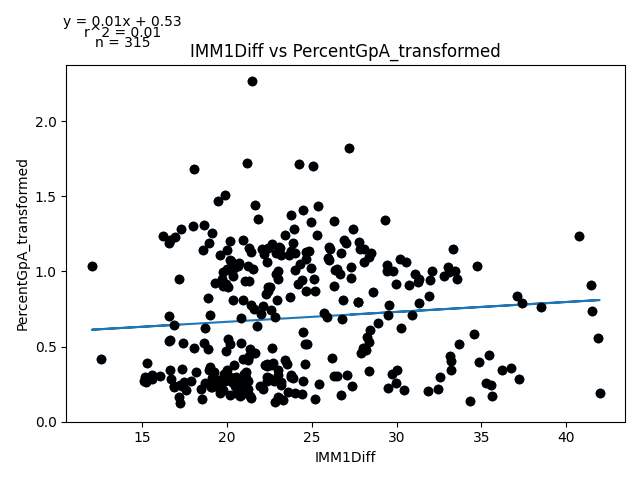 y = 0.01x + 0.53
r^2 = 0.01
n = 315
IMM1Diff vs PercentGpA_transformed
PercentGpA_transformed
2.0
1.5
1.0
0.5
0.0
15 20 25 30 35 40
IMM1Diff